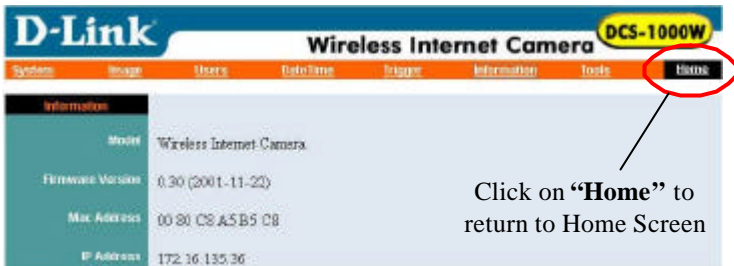 D-Link
DCS-1000W
Wireless Internet Camera
System Image Users DateTime Trigger Information Tools Home
Information
Model Wireless Internet Camera
Firmware Version 0.30 (2001-11-22)
Mac Address 00 80 C8 A5 B5 C8
IP Address 172.16.135.36
Click on “Home” to
return to Home Screen